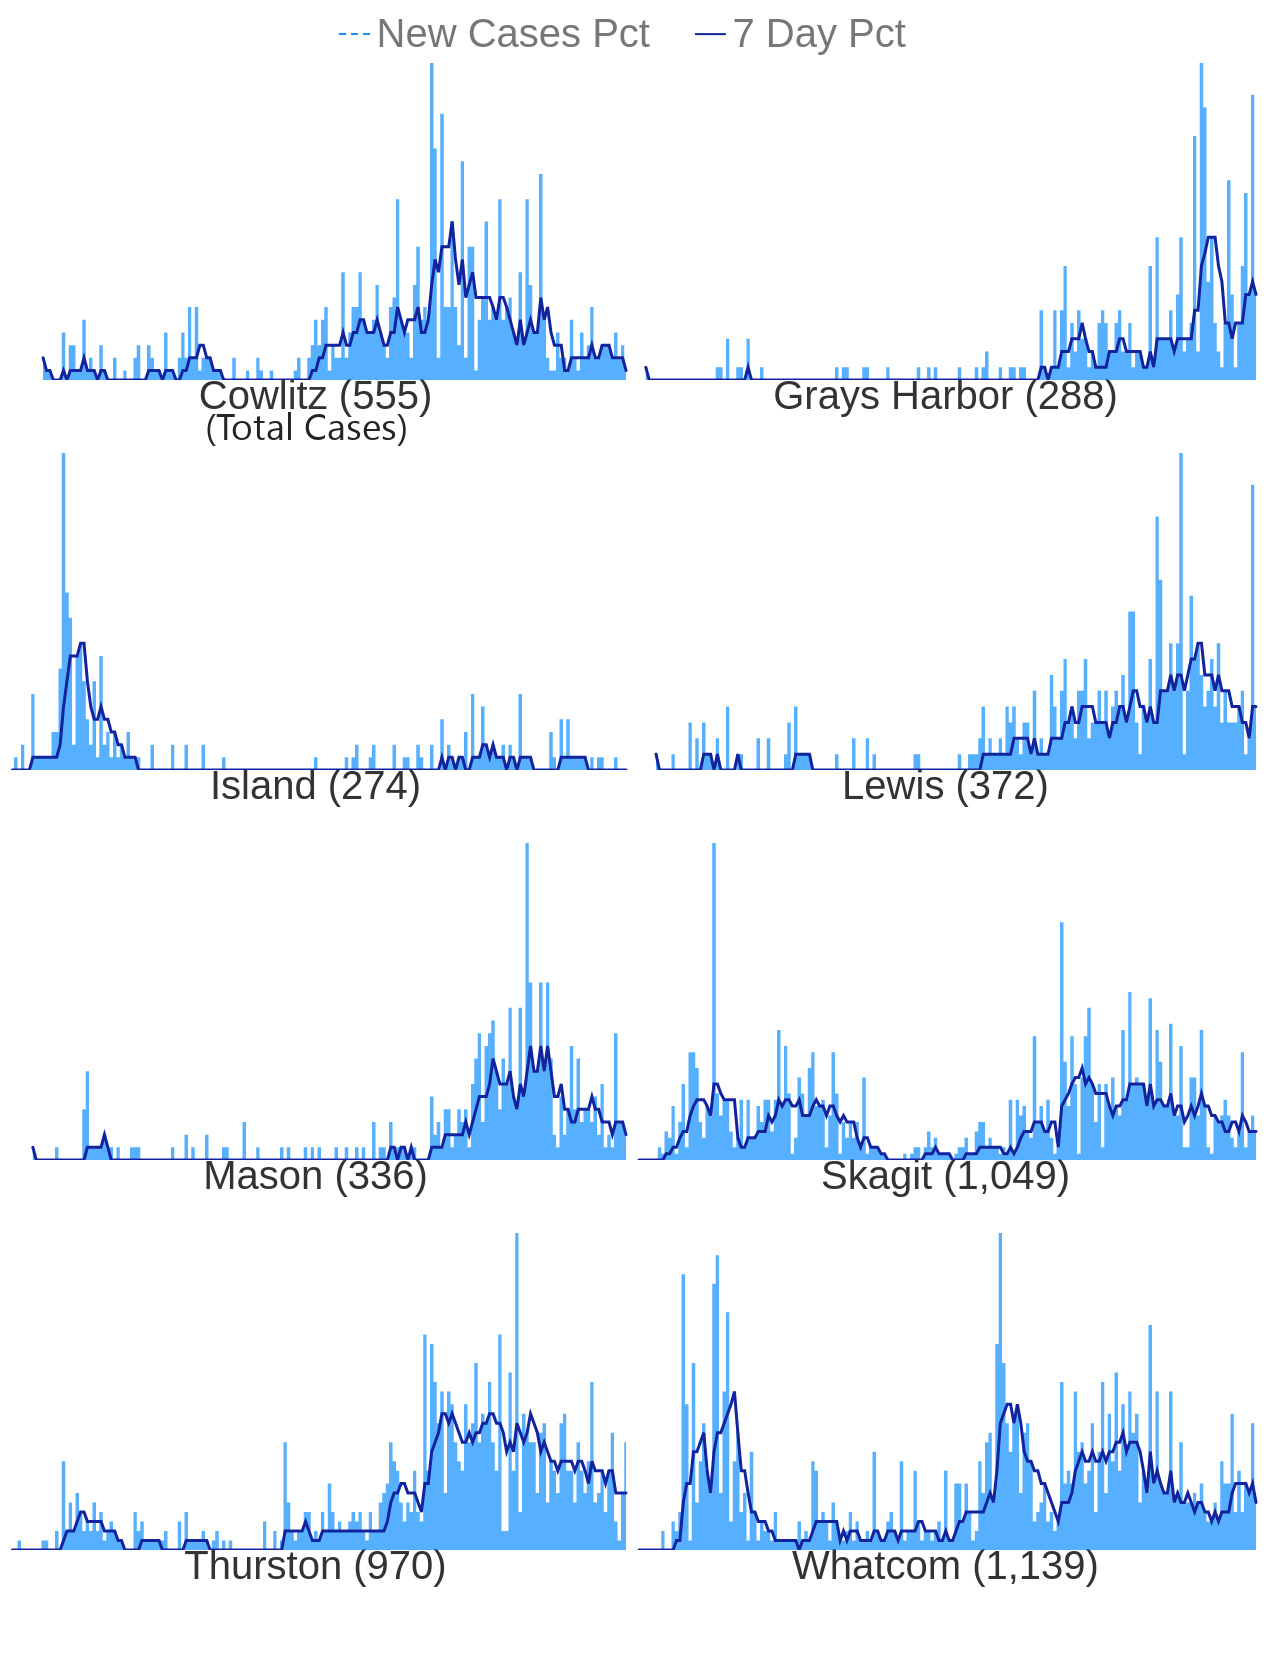 New Cases Pct 7 Day Pct
Cowlitz (555) Grays Harbor (288)
(Total Cases)
Island (274) Lewis (372)
Mason (336) Skagit (1,049)
Thurston (970) Whatcom (1,139)